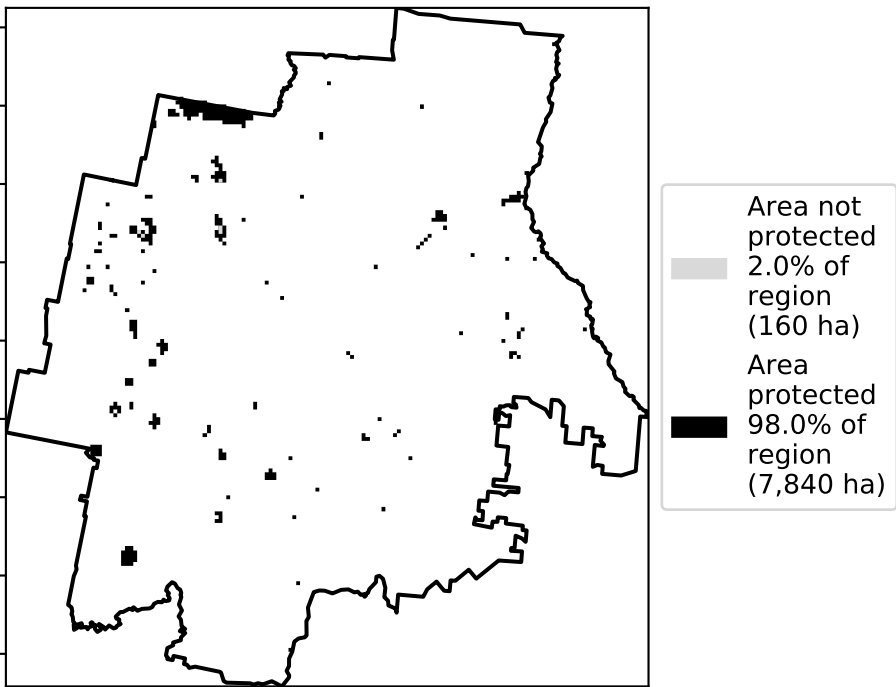 Area not
protected
2.0% of
region
(160 ha)
Area
protected
98.0% of
region
(7,840 ha)